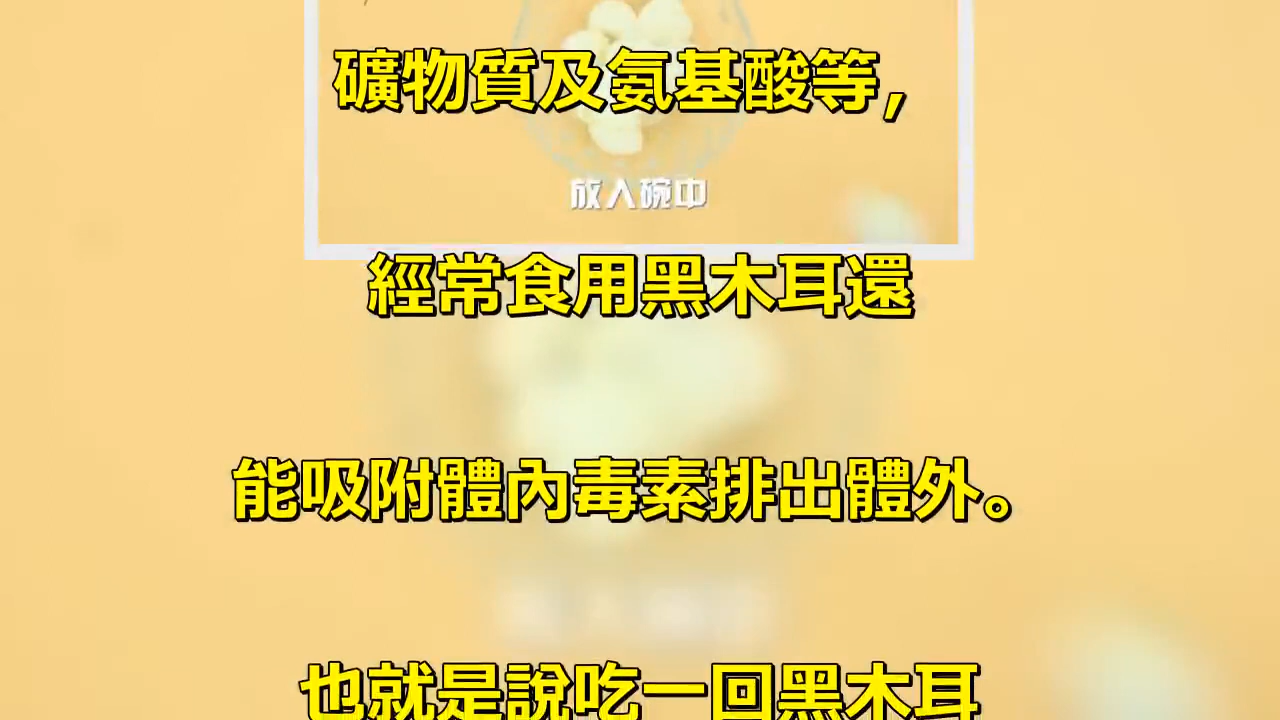 礦物質及氨基酸等，
放入碗中
經常食用黑木耳還
能吸附體內毒素排出體外。
也就是說吃一回黑木耳